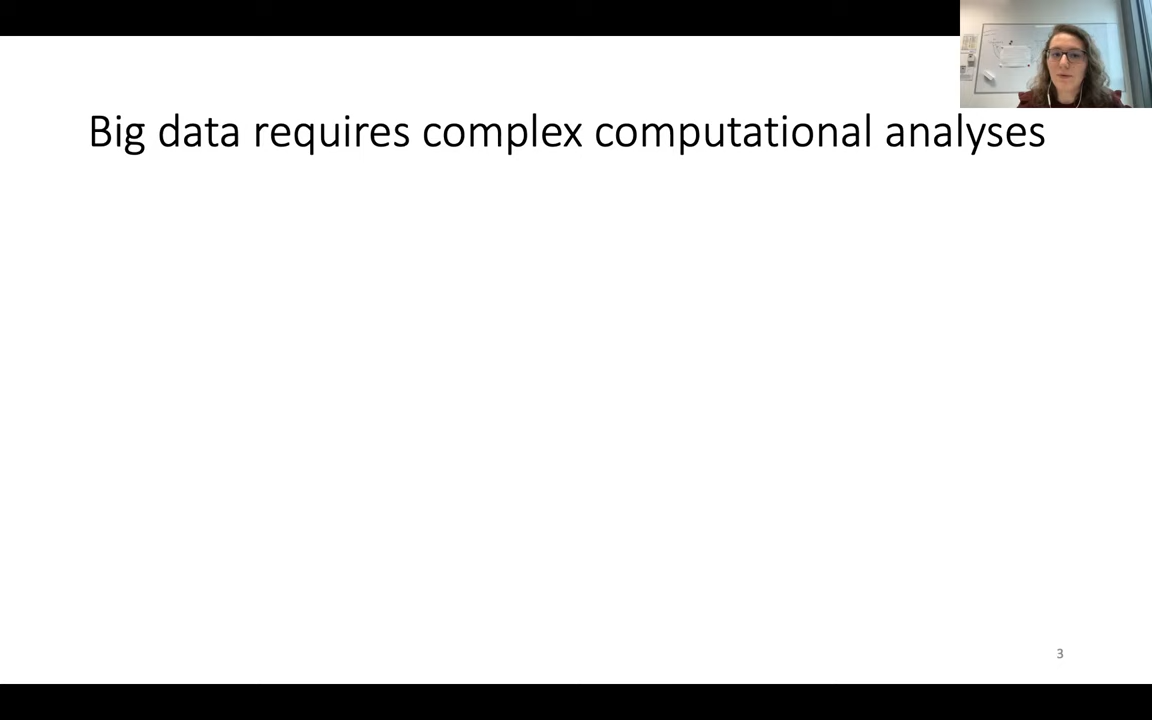 Big data requires complex computational analyses
3